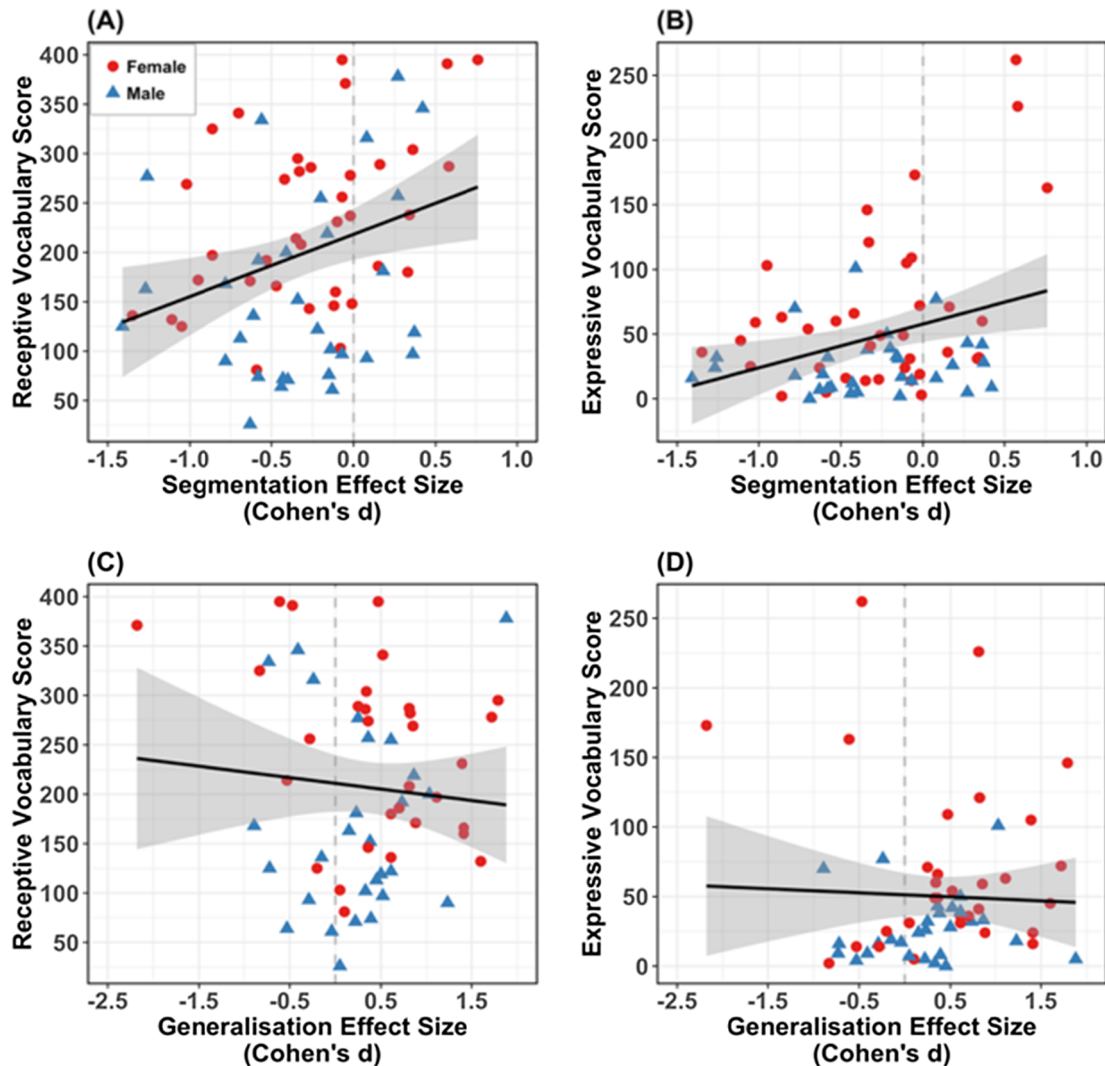 (A)
Receptive Vocabulary Score
400
350
300
250
200
150
100
50
Female
Male
-1.5
-1.0
-0.5
0.0
0.5
1.0
Segmentation Effect Size
(Cohen's d)
(B)
Expressive Vocabulary Score
250
200
150
100
50
0
-1.5
-1.0
-0.5
0.0
0.5
1.0
Segmentation Effect Size
(Cohen's d)
(C)
Receptive Vocabulary Score
400
350
300
250
200
150
100
50
-2.5
-1.5
-0.5
0.5
1.5
Generalisation Effect Size
(Cohen's d)
(D)
Expressive Vocabulary Score
250
200
150
100
50
0
-2.5
-1.5
-0.5
0.5
1.5
Generalisation Effect Size
(Cohen's d)